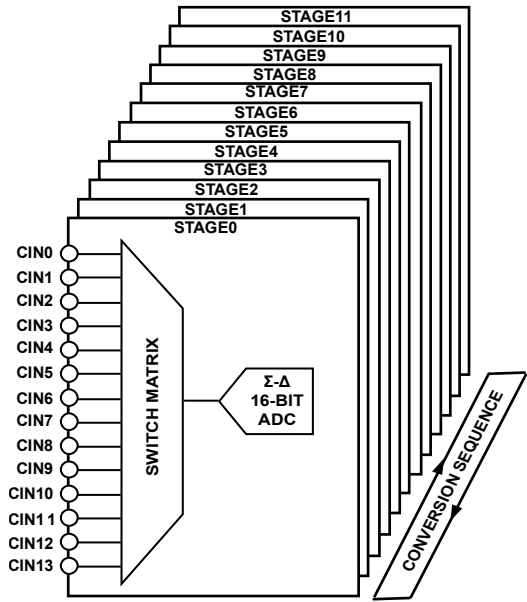 STAGE11
STAGE10
STAGE9
STAGE8
STAGE7
STAGE6
STAGE5
STAGE4
STAGE3
STAGE2
STAGE1
STAGE0
CIN0
CIN1
CIN2
CIN3
CIN4
CIN5
CIN6
CIN7
CIN8
CIN9
CIN10
CIN11
CIN12
CIN13
SWITCH MATRIX
Σ-Δ
16-BIT
ADC
CONVERSION SEQUENCE